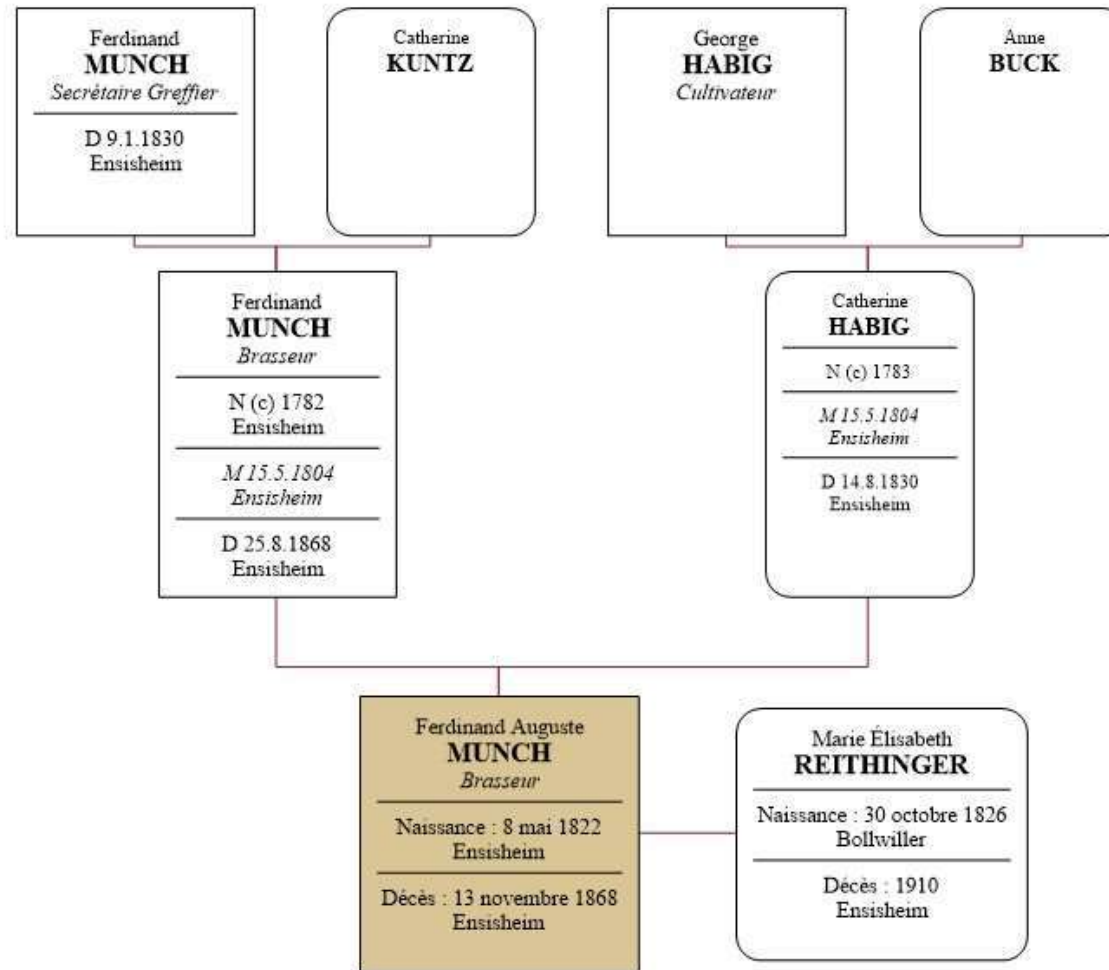 Ferdinand
MUNCH
Secrétaire Greffier
D 9.1.1830
Ensisheim
Catherine
KUNTZ
George
HABIG
Cultivateur
Anne
BUCK
Ferdinand
MUNCH
Brasseur
N (c) 1782
Ensisheim
M 15.5.1804
Ensisheim
D 25.8.1868
Ensisheim
Catherine
HABIG
N (c) 1783
M 15.5.1804
Ensisheim
D 14.8.1830
Ensisheim
Ferdinand Auguste
MUNCH
Brasseur
Naissance : 8 mai 1822
Ensisheim
Décès : 13 novembre 1868
Ensisheim
Marie Élisabeth
REITHINGER
Naissance : 30 octobre 1826
Bollwiller
Décès : 1910
Ensisheim